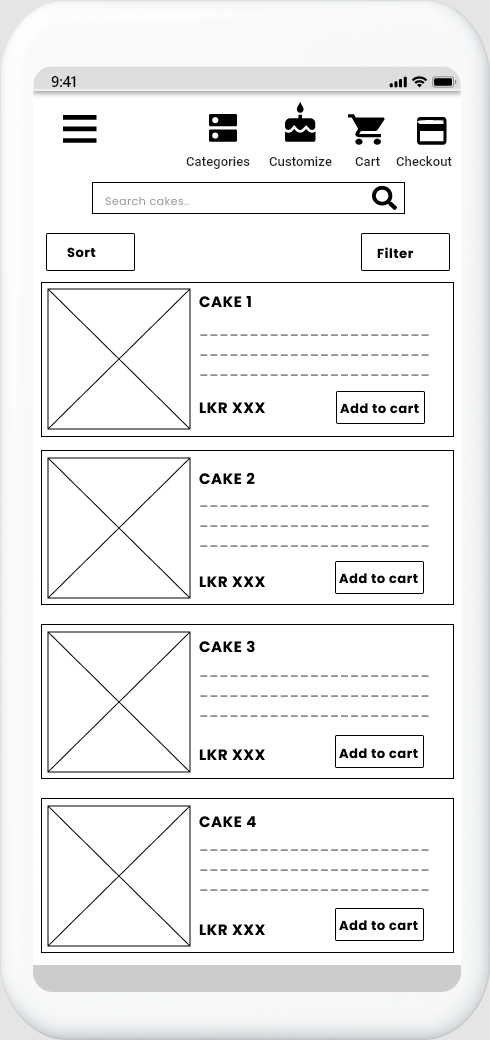 9:41
Categories Customize Cart Checkout
Search cakes..
Sort Filter
CAKE 1
LKR XXX Add to cart
CAKE 2
LKR XXX Add to cart
CAKE 3
LKR XXX Add to cart
CAKE 4
LKR XXX Add to cart